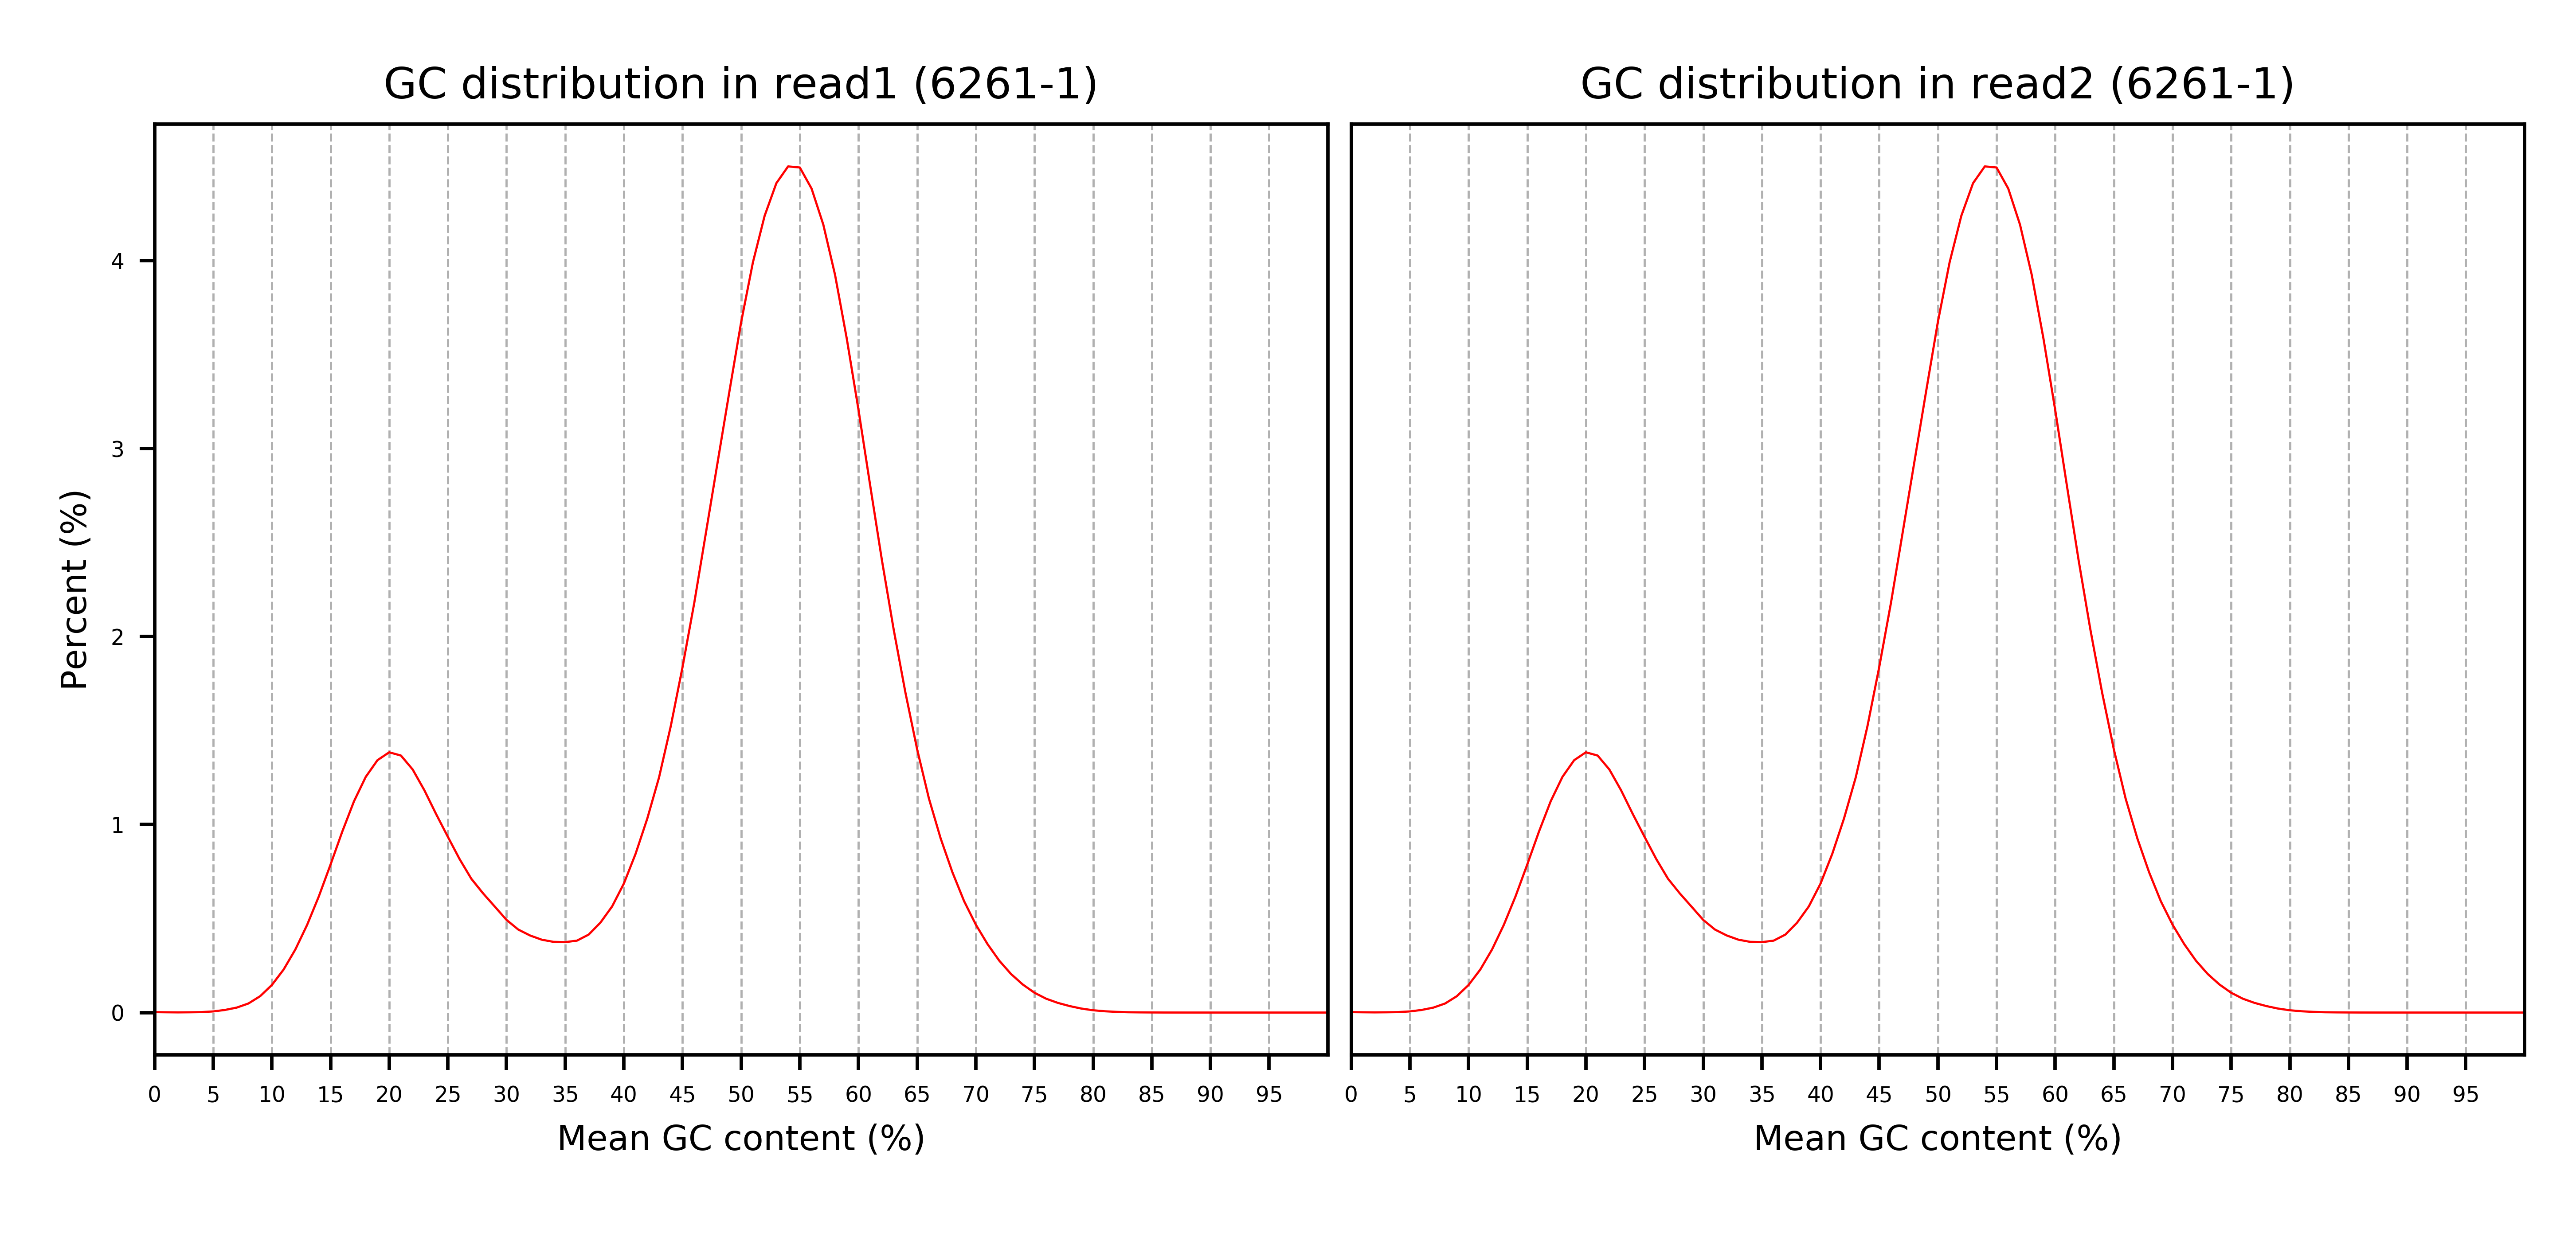 GC distribution in read1 (6261-1)
GC distribution in read2 (6261-1)
Percent (%)
4
3
2
1
0
0 5 10 15 20 25 30 35 40 45 50 55 60 65 70 75 80 85 90 95
0 5 10 15 20 25 30 35 40 45 50 55 60 65 70 75 80 85 90 95
Mean GC content (%)
Mean GC content (%)